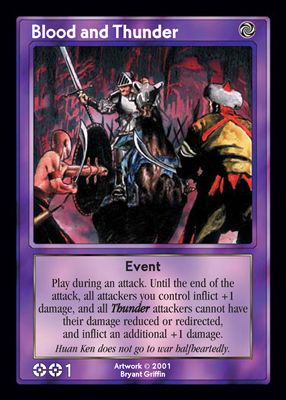 Blood and Thunder
Event
Play during an attack. Until the end of the
attack, all attackers you control inflict +1
damage, and all Thunder attackers cannot have
their damage reduced or redirected,
and inflict an additional +1 damage.
Huan Ken does not go to war halfheartedly.
1
Artwork © 2001
Bryant Griffin